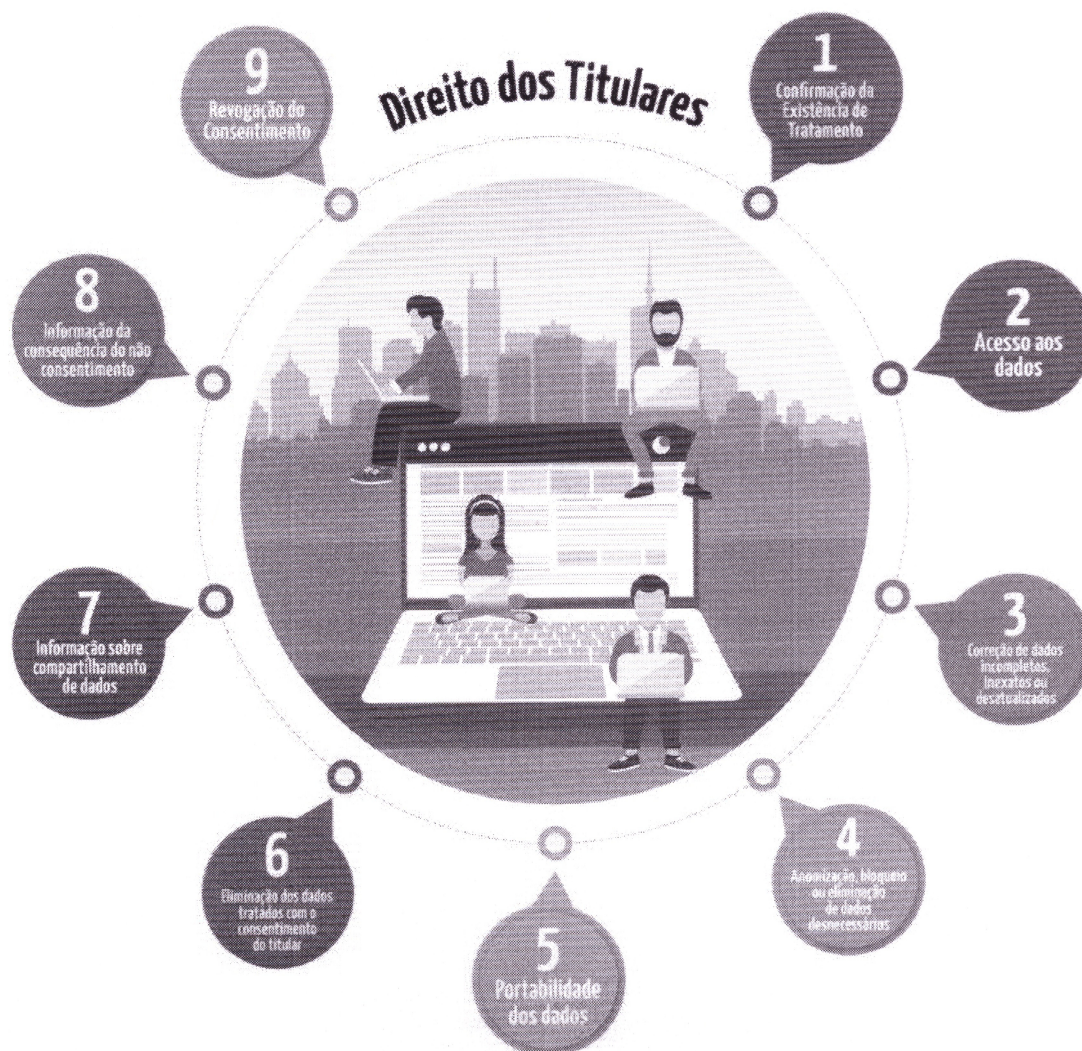 Direito dos Titulares
1
Confirmação da
Existência de
Tratamento
2
Acesso aos
dados
3
Correção de dados
incompletos,
inexatos ou
desatualizados
4
Anomização, bloqueio
ou eliminação
de dados
desnecessários
5
Portabilidade
dos dados
6
Eliminação dos dados
tratados com o
consentimento
do titular
7
Informação sobre
compartilhamento
de dados
8
Informação da
consequência do não
consentimento
9
Revogação do
Consentimento